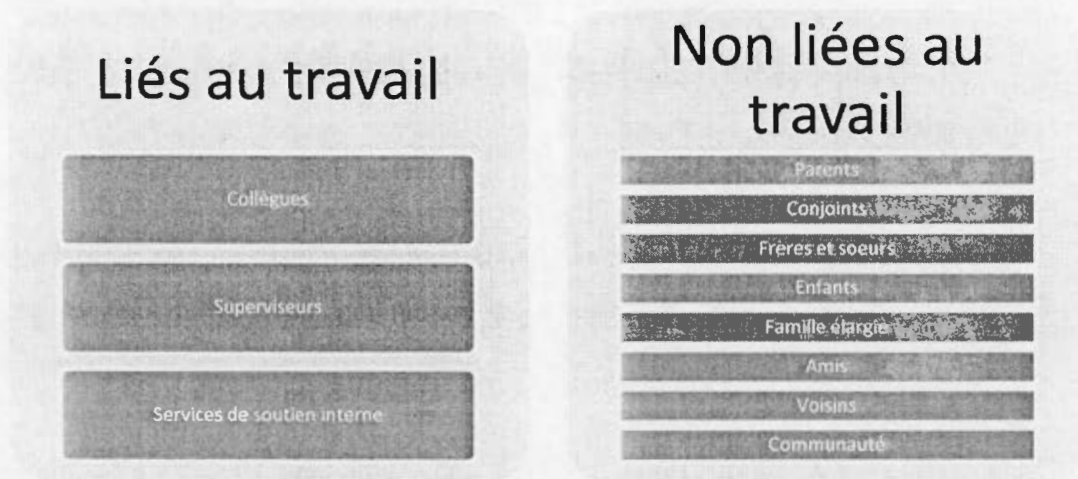 Liés au travail
Collègues
Superviseurs
Services de soutien interne
Non liées au
travail
Parents
Conjoints
Frères et soeurs
Enfants
Famille élargie
Amis
Voisins
Communauté